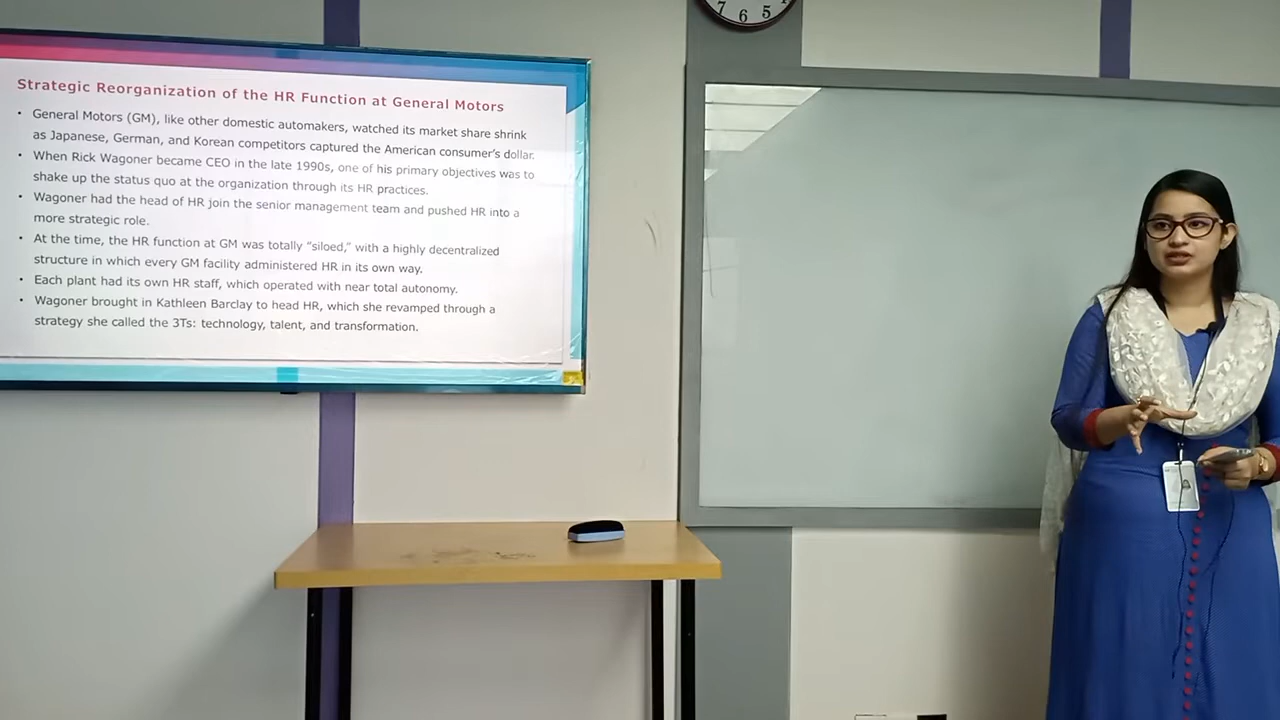 7 6 5
Strategic Reorganization of the HR Function at General Motors
• General Motors (GM), like other domestic automakers, watched its market share shrink
as Japanese, German, and Korean competitors captured the American consumer's dollar.
• When Rick Wagoner became CEO in the late 1990s, one of his primary objectives was to
shake up the status quo at the organization through its HR practices.
• Wagoner had the head of HR join the senior management team and pushed HR into a
more strategic role.
• At the time, the HR function at GM was totally "siloed," with a highly decentralized
structure in which every GM facility administered HR in its own way.
• Each plant had its own HR staff, which operated with near total autonomy.
• Wagoner brought in Kathleen Barclay to head HR, which she revamped through a
strategy she called the 3Ts: technology, talent, and transformation.